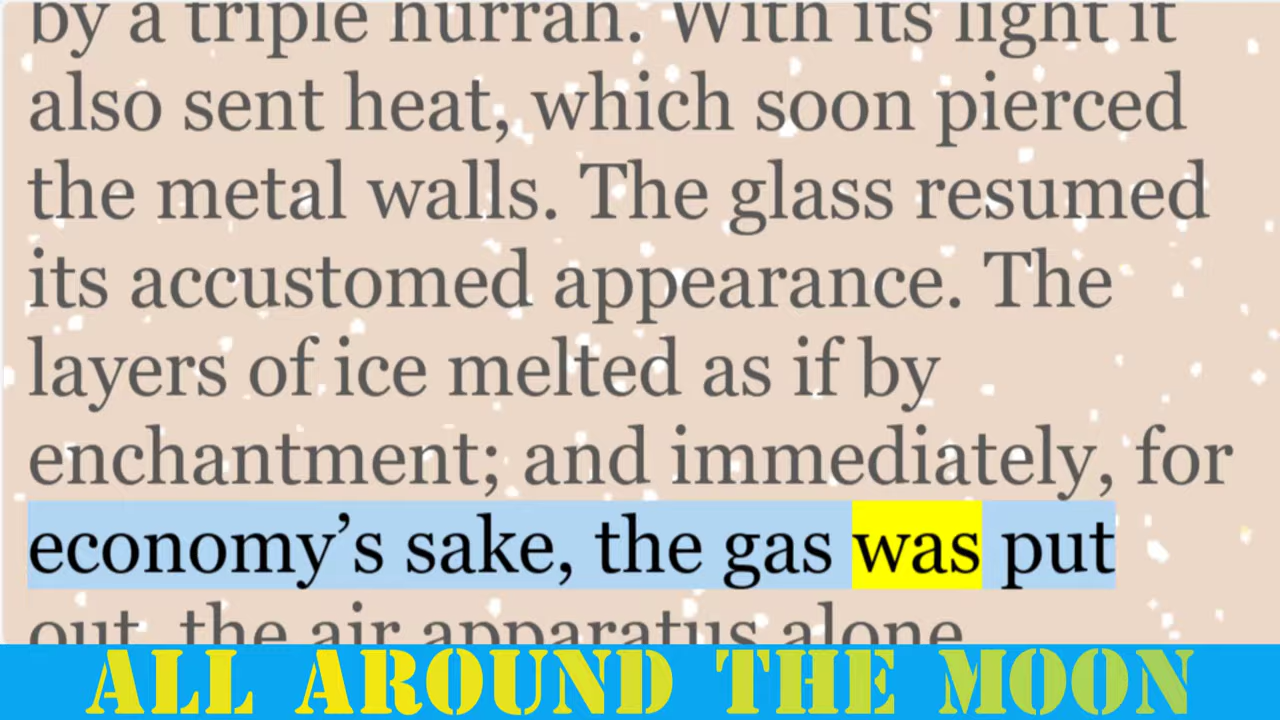 by a triple hurrah. With its light it
also sent heat, which soon pierced
the metal walls. The glass resumed
its accustomed appearance. The
layers of ice melted as if by
enchantment; and immediately, for
economy’s sake, the gas was put
out, the air apparatus alone
ALL AROUND THE MOON